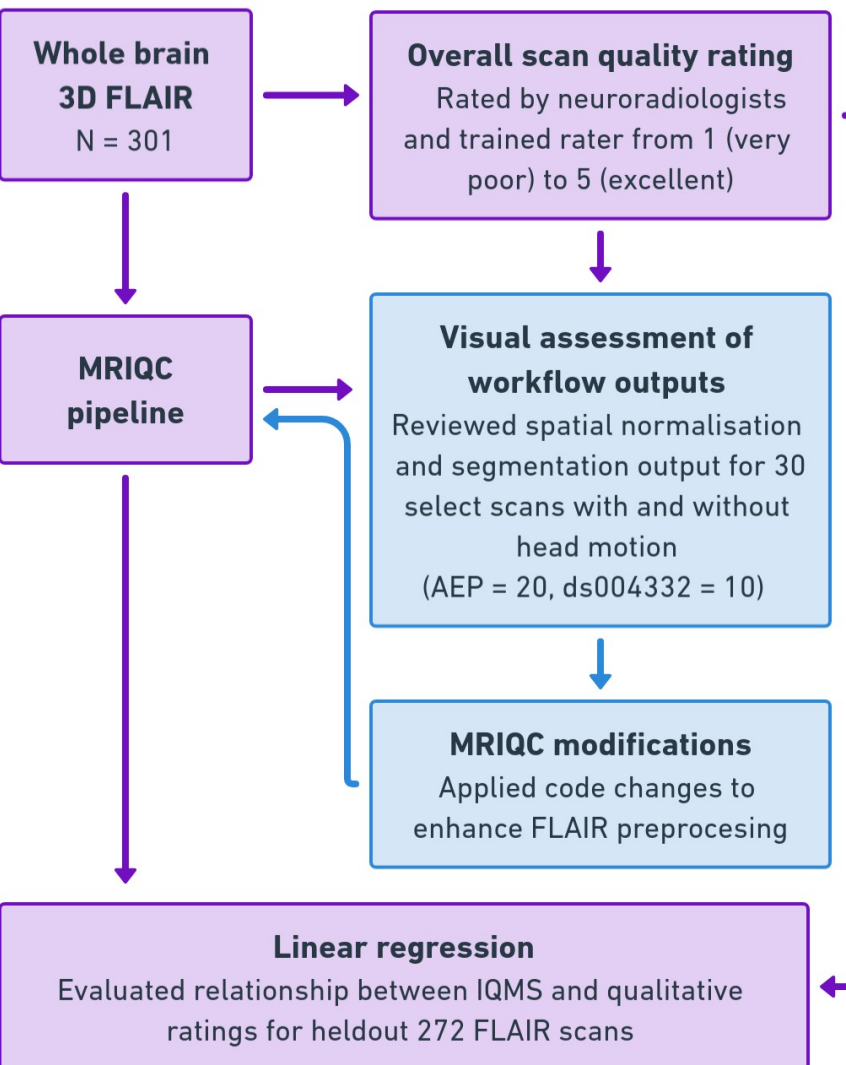 Whole brain
3D FLAIR
N = 301
Overall scan quality rating
Rated by neuroradiologists
and trained rater from 1 (very
poor) to 5 (excellent)
MRIQC
pipeline
Visual assessment of
workflow outputs
Reviewed spatial normalisation
and segmentation output for 30
select scans with and without
head motion
(AEP = 20, ds004332 = 10)
MRIQC modifications
Applied code changes to
enhance FLAIR preprocesing
Linear regression
Evaluated relationship between IQMS and qualitative
ratings for heldout 272 FLAIR scans